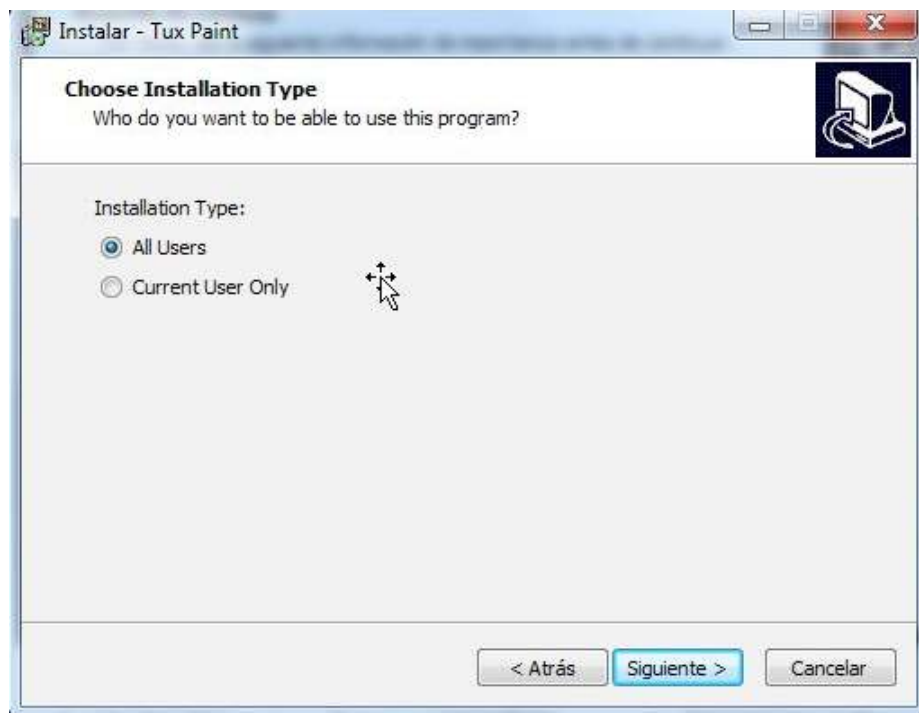 Instalar - Tux Paint
Choose Installation Type
Who do you want to be able to use this program?
Installation Type:
All Users
Current User Only
< Atrás
Siguiente >
Cancelar